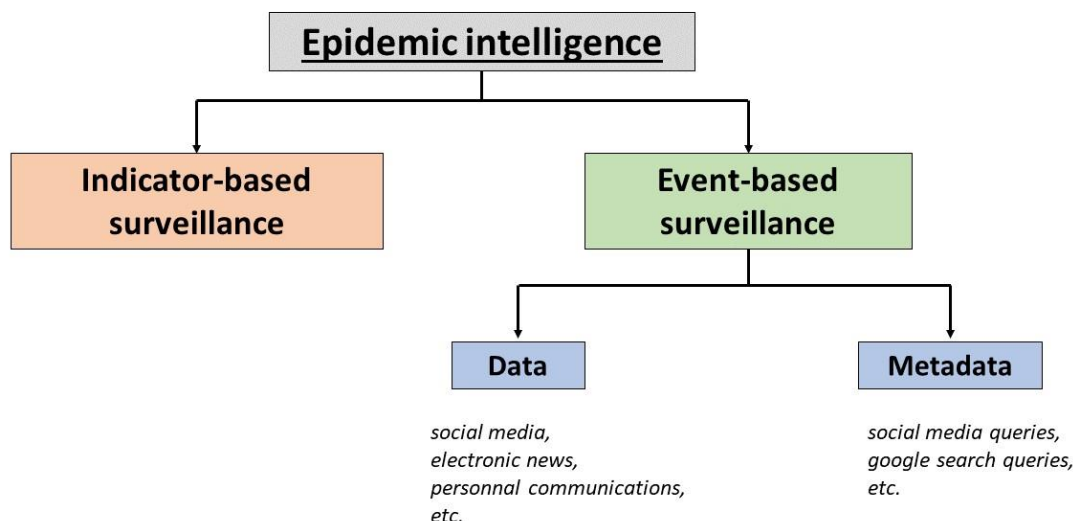 Epidemic intelligence
Indicator-based
surveillance
Event-based
surveillance
Data
Metadata
social media,
electronic news,
personnal communications,
etc.
social media queries,
google search queries,
etc.